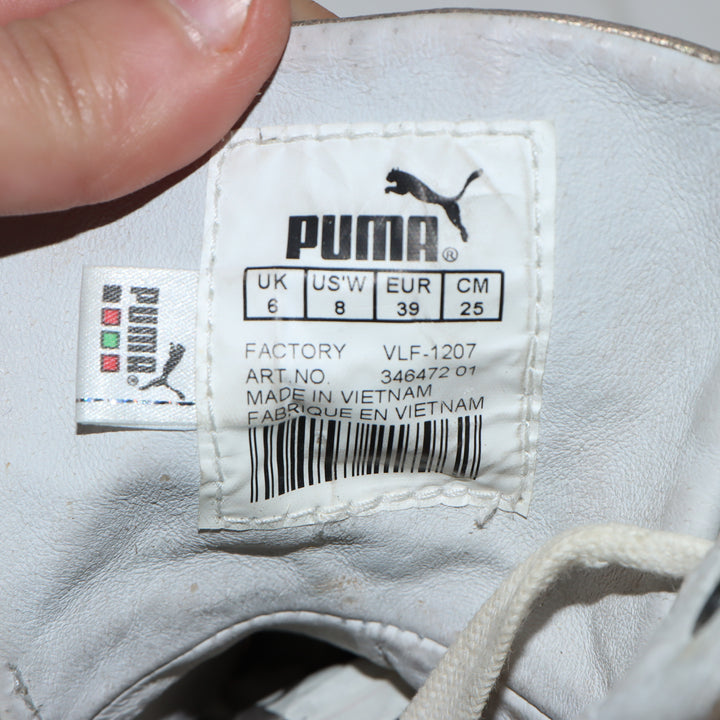 PUMA®
UK US'W EUR CM
6 8 39 25
FACTORY VLF-1207
ART.NO. 346472 01
MADE IN VIETNAM
FABRIQUE EN VIETNAM
PUMA®